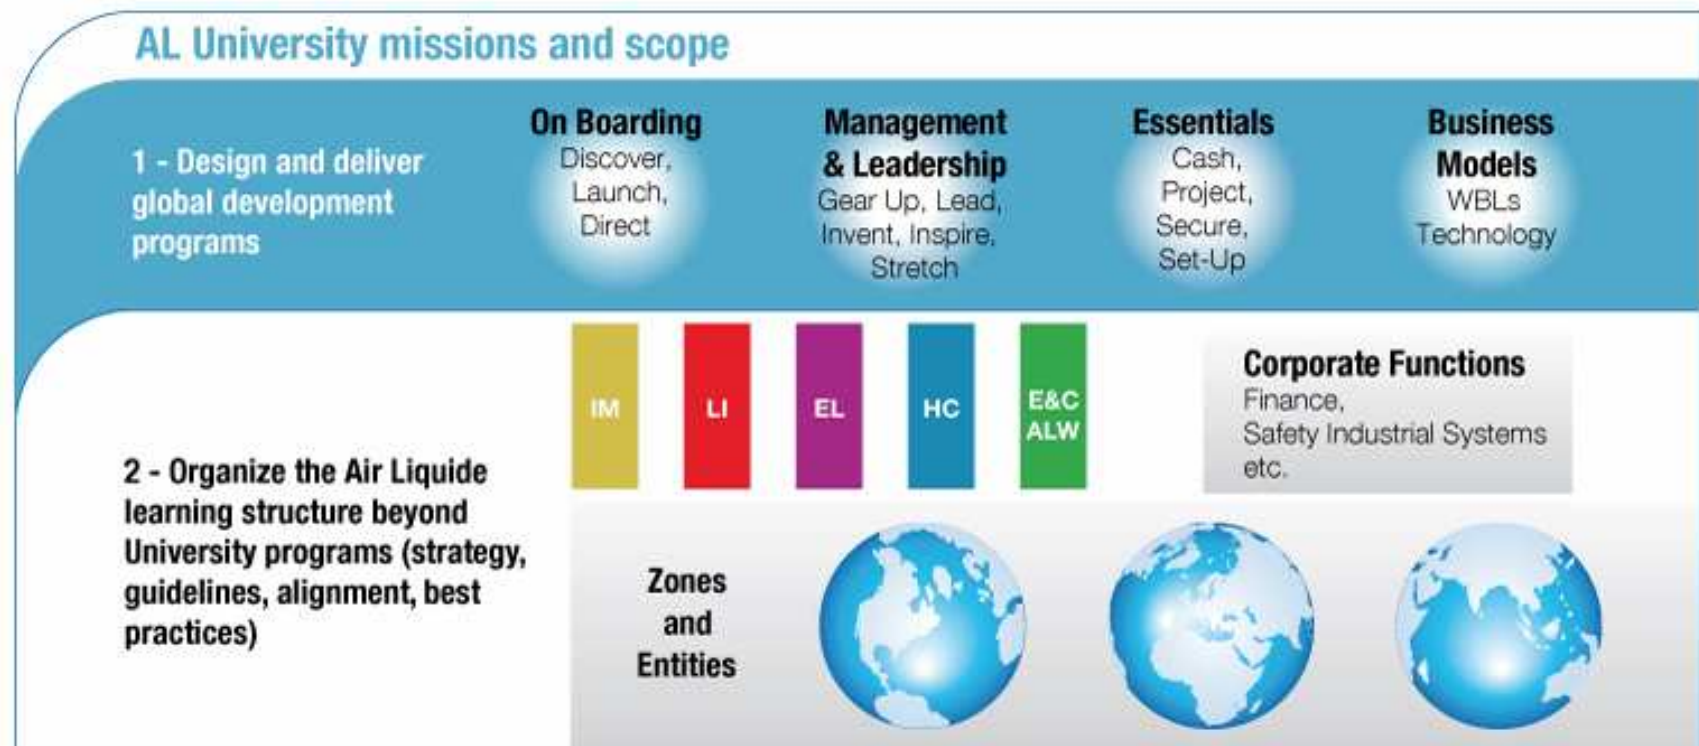 AL University missions and scope
1 - Design and deliver
global development
programs
On Boarding
Discover,
Launch,
Direct
Management
& Leadership
Gear Up, Lead,
Invent, Inspire,
Stretch
Essentials
Cash,
Project,
Secure,
Set-Up
Business
Models
WBLs
Technology
2 - Organize the Air Liquide
learning structure beyond
University programs (strategy,
guidelines, alignment, best
practices)
IM
LI
EL
HC
E&C
ALW
Corporate Functions
Finance,
Safety Industrial Systems
etc.
Zones
and
Entities